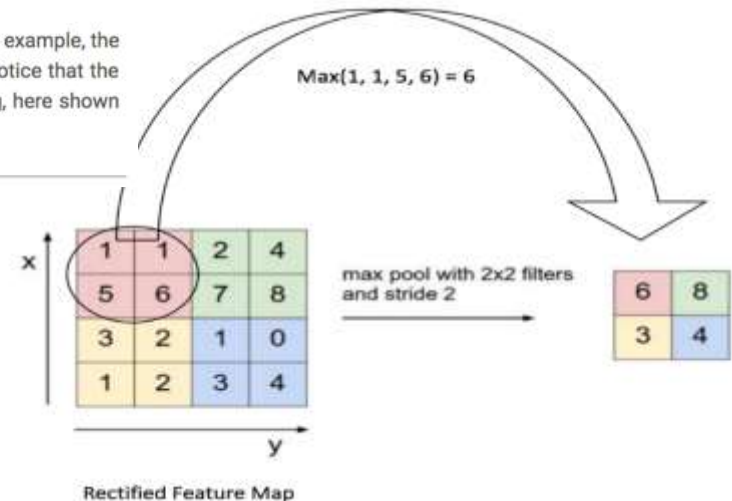 example, the
otice that the
, here shown
Max(1, 1, 5, 6) = 6
x
1 1 2 4
5 6 7 8
3 2 1 0
1 2 3 4
y
Rectified Feature Map
max pool with 2x2 filters
and stride 2
6 8
3 4